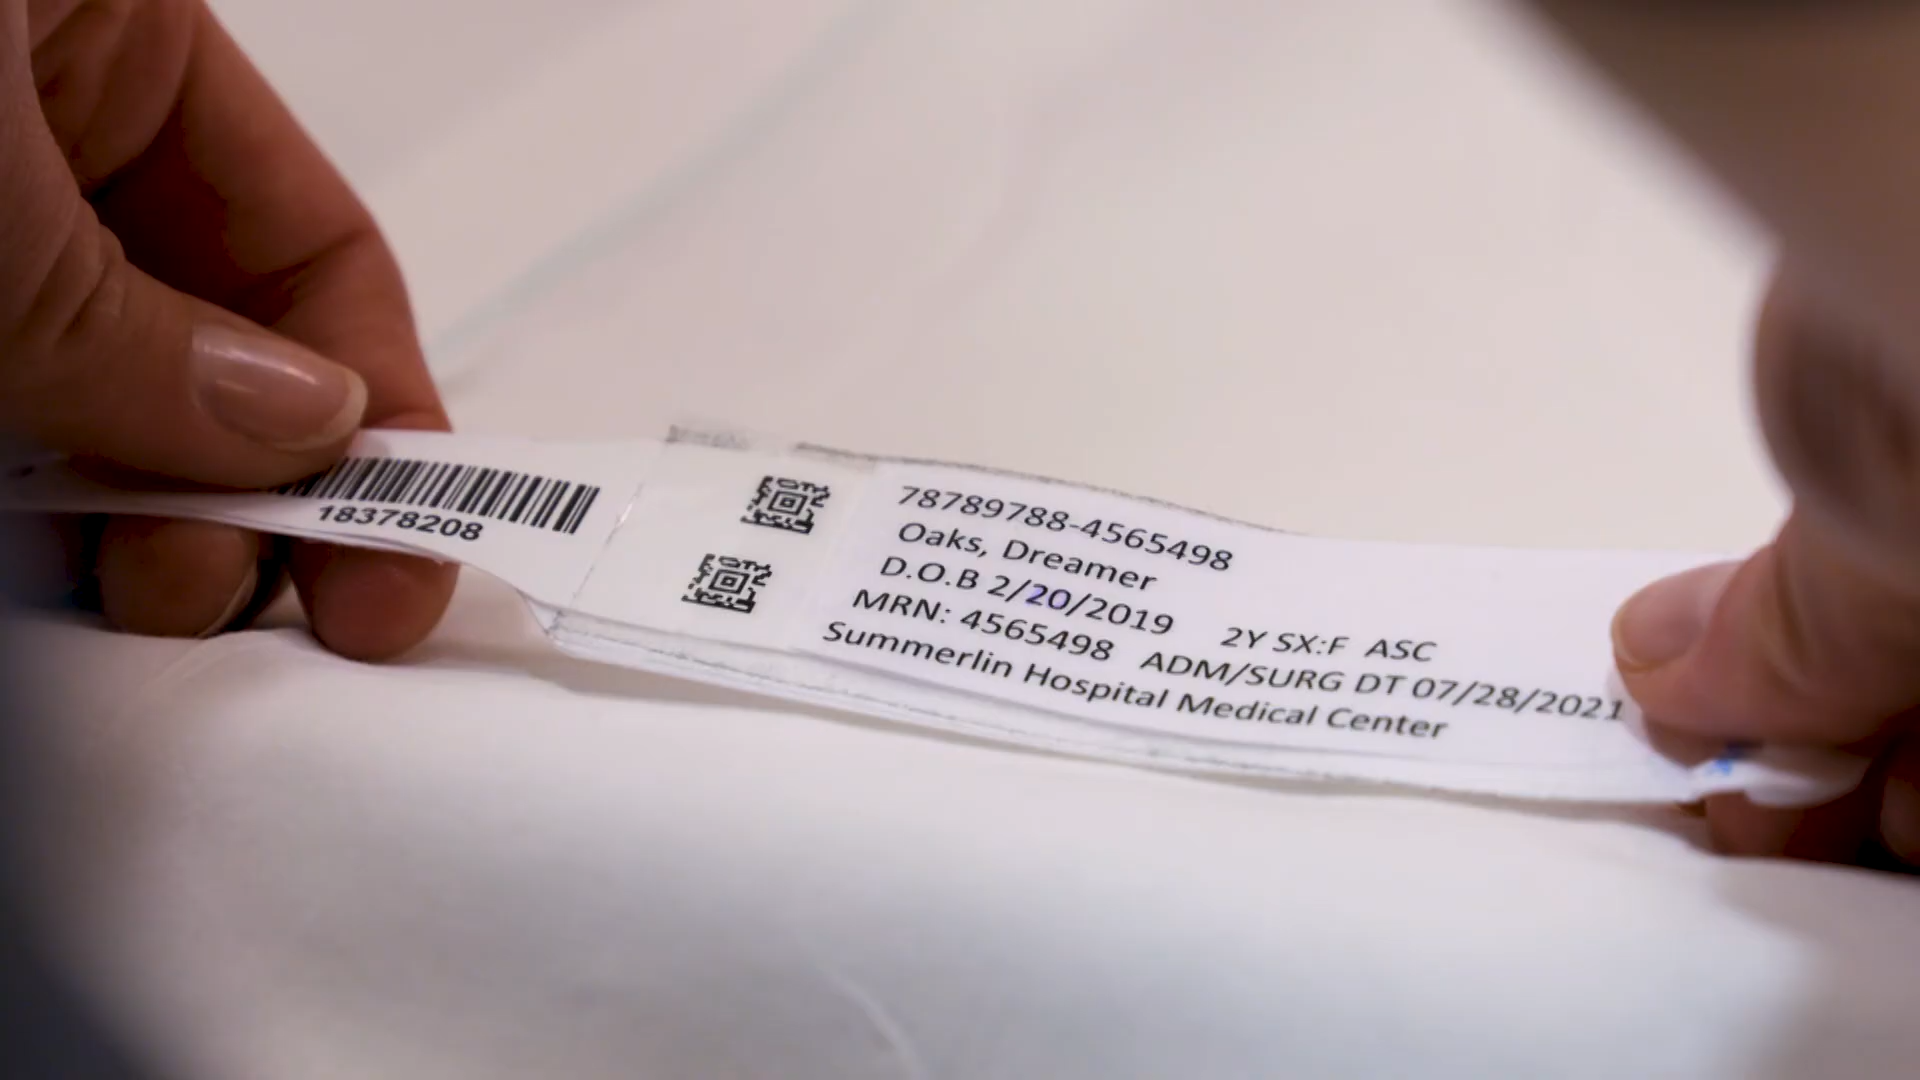 18378208
78789788-4565498
Oaks, Dreamer
D.O.B 2/20/2019 2Y SX:F ASC
MRN: 4565498 ADM/SURG DT 07/28/2021
Summerlin Hospital Medical Center